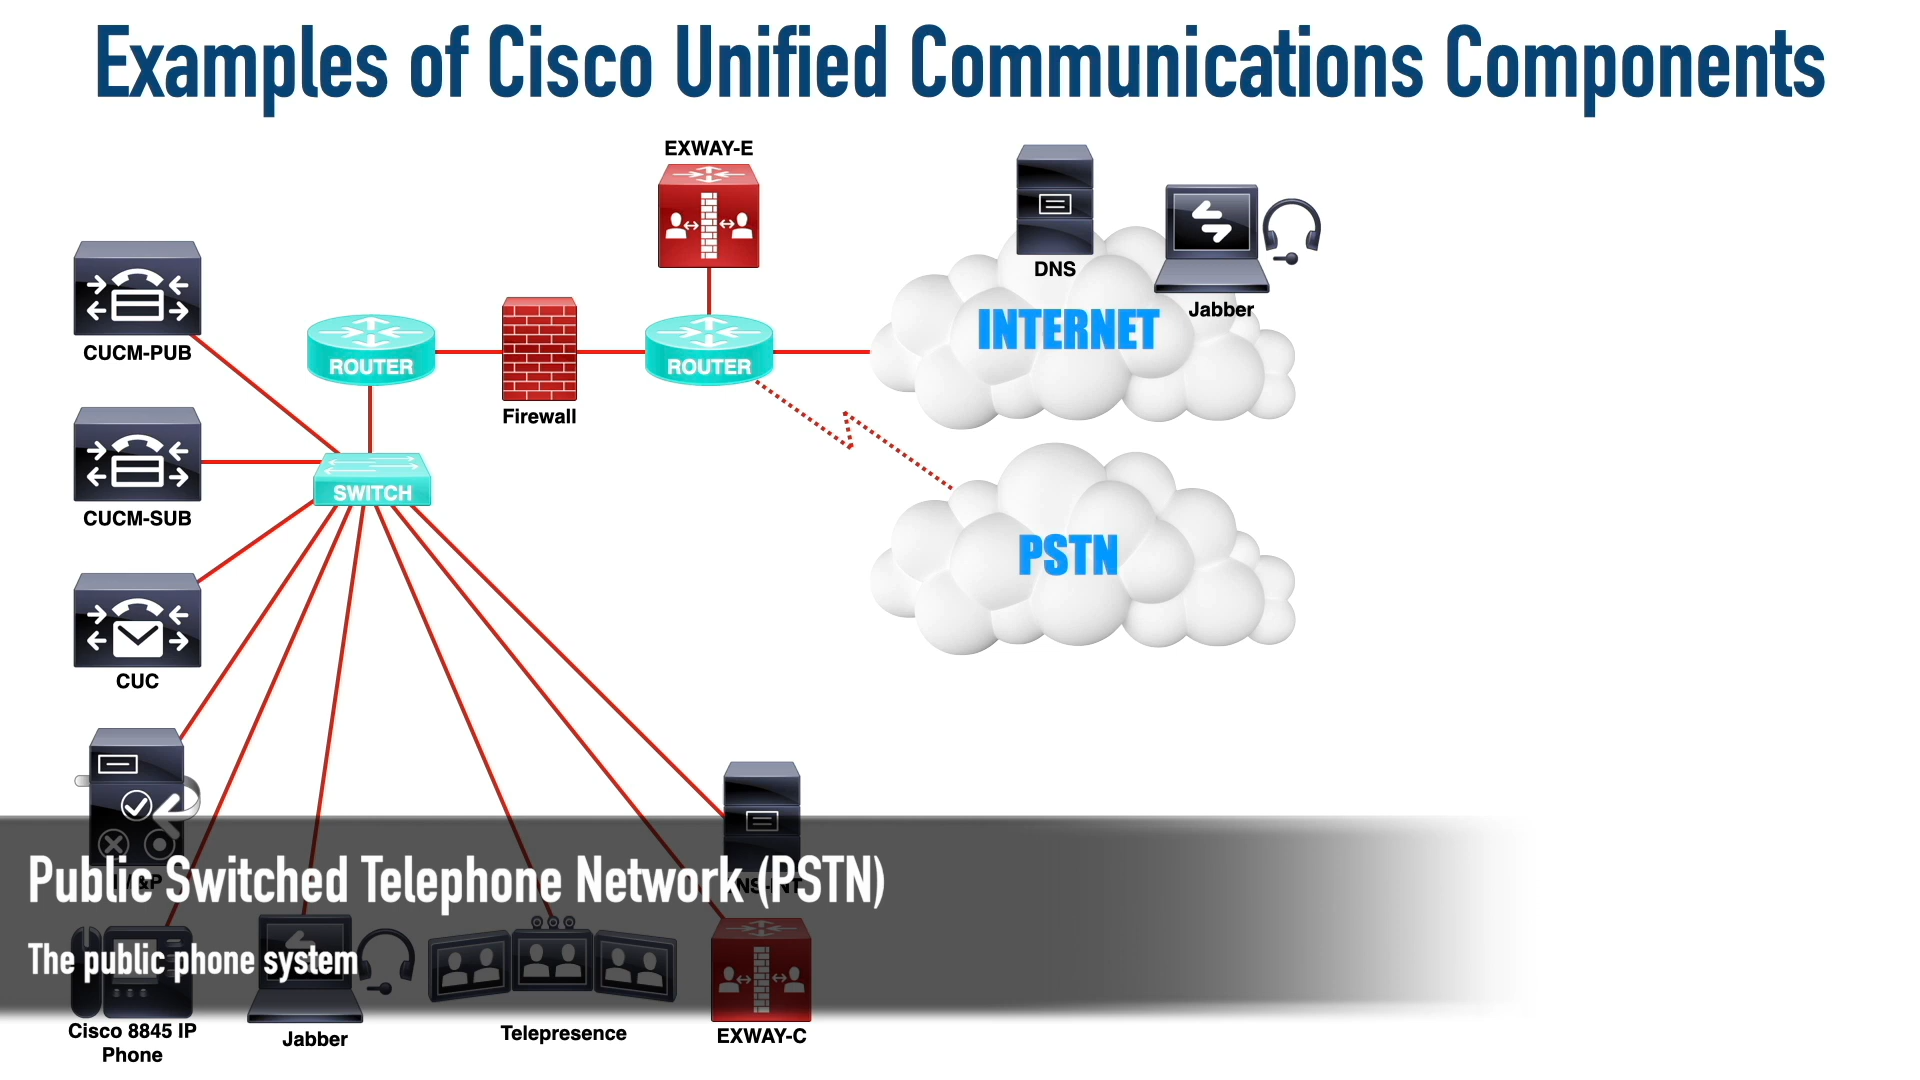 Examples of Cisco Unified Communications Components
EXWAY-E
DNS
Jabber
INTERNET
CUCM-PUB
ROUTER
Firewall
ROUTER
SWITCH
CUCM-SUB
PSTN
CUC
Public Switched Telephone Network (PSTN)
The public phone system
Cisco 8845 IP
Phone
Jabber
Telepresence
EXWAY-C